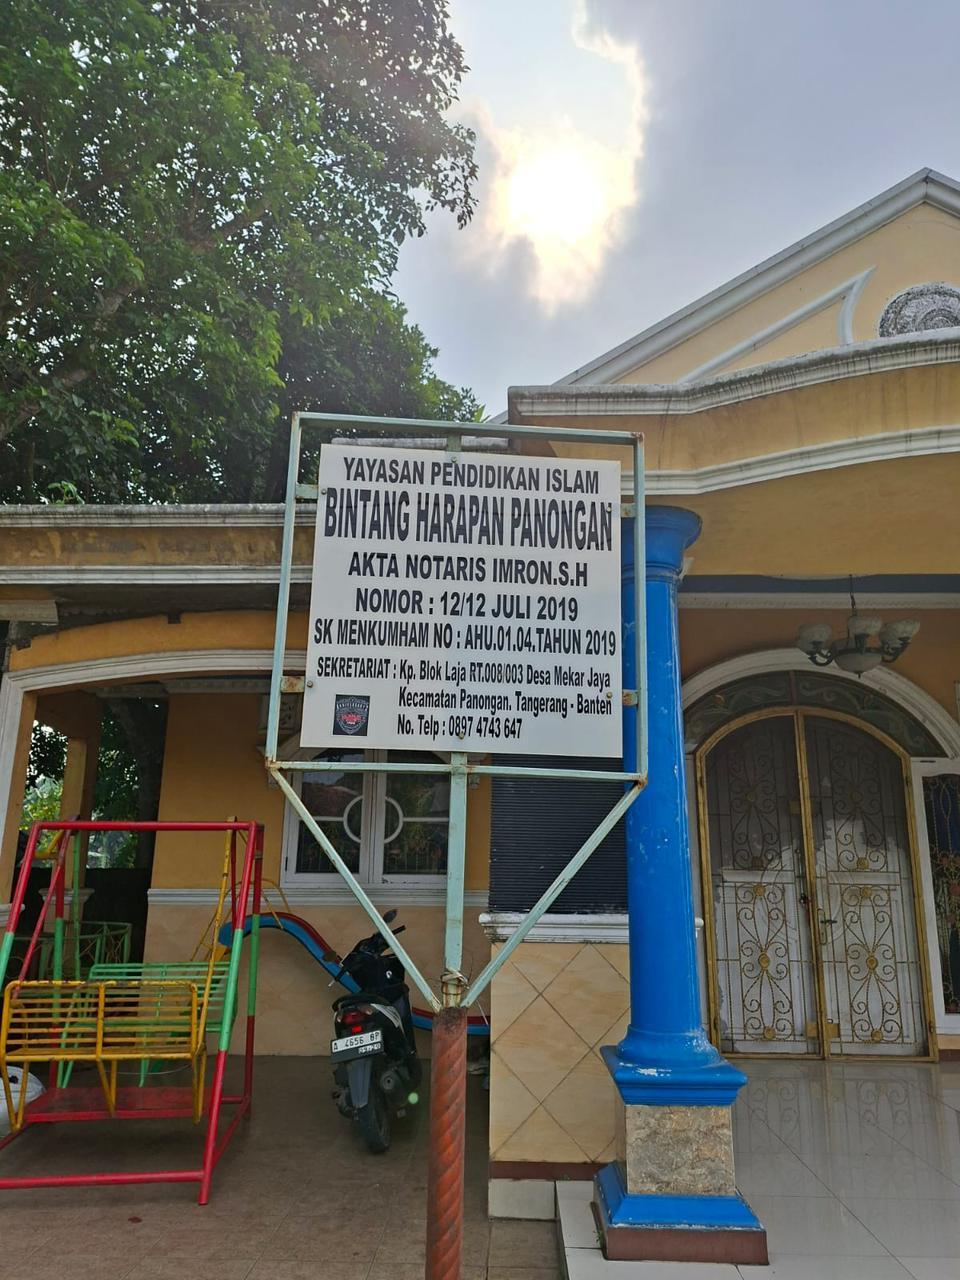 YAYASAN PENDIDIKAN ISLAM
BINTANG HARAPAN PANONGAN
AKTA NOTARIS IMRON.S.H
NOMOR : 12/12 JULI 2019
SK MENKUMHAM NO : AHU.01.04.TAHUN 2019
SEKRETARIAT : Kp. Blok Laja RT.008/003 Desa Mekar Jaya
Kecamatan Panongan. Tangerang - Banten
No. Telp : 0897 4743 647
A 4656 BP